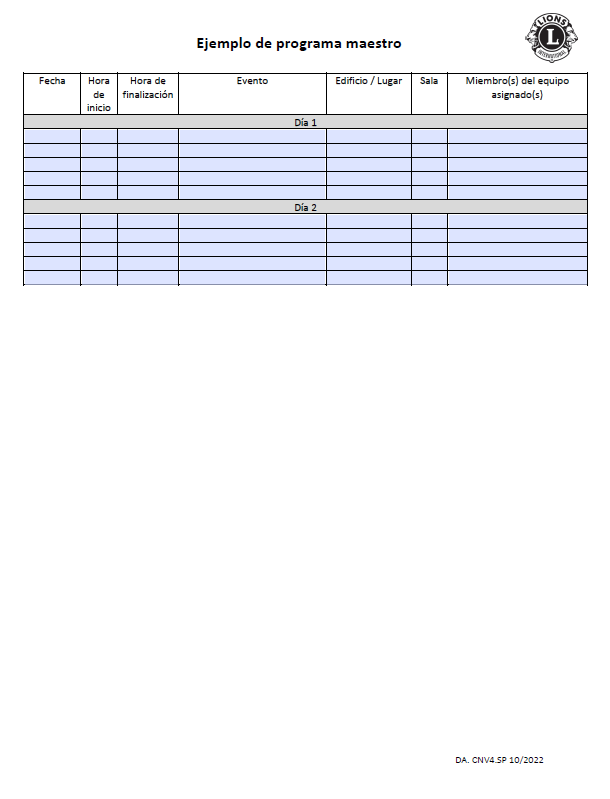 Ejemplo de programa maestro
LIONS
L
INTERNATIONAL
Fecha
Hora
de
inicio
Hora de
finalización
Evento
Edificio / Lugar
Sala
Miembro(s) del equipo
asignado(s)
Día 1
Día 2
DA. CNV4.SP 10/2022